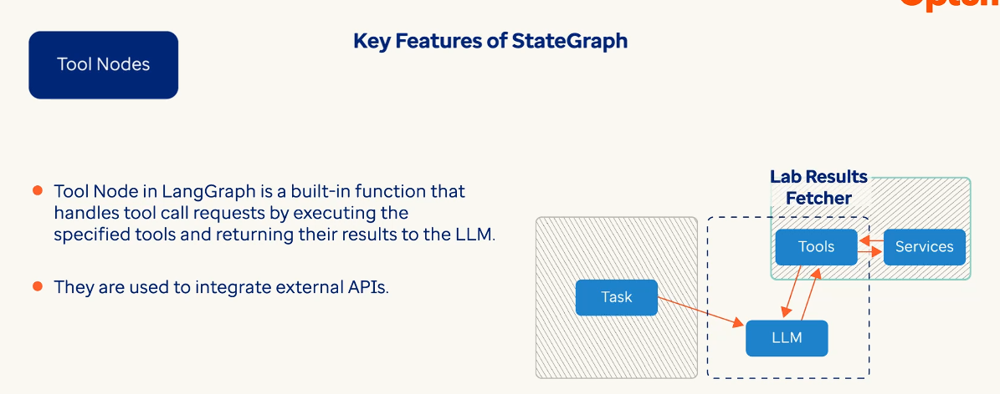 Key Features of StateGraph
Tool Nodes
Tool Node in LangGraph is a built-in function that
handles tool call requests by executing the
specified tools and returning their results to the LLM.
They are used to integrate external APIs.
Lab Results
Fetcher
Tools
Services
Task
LLM